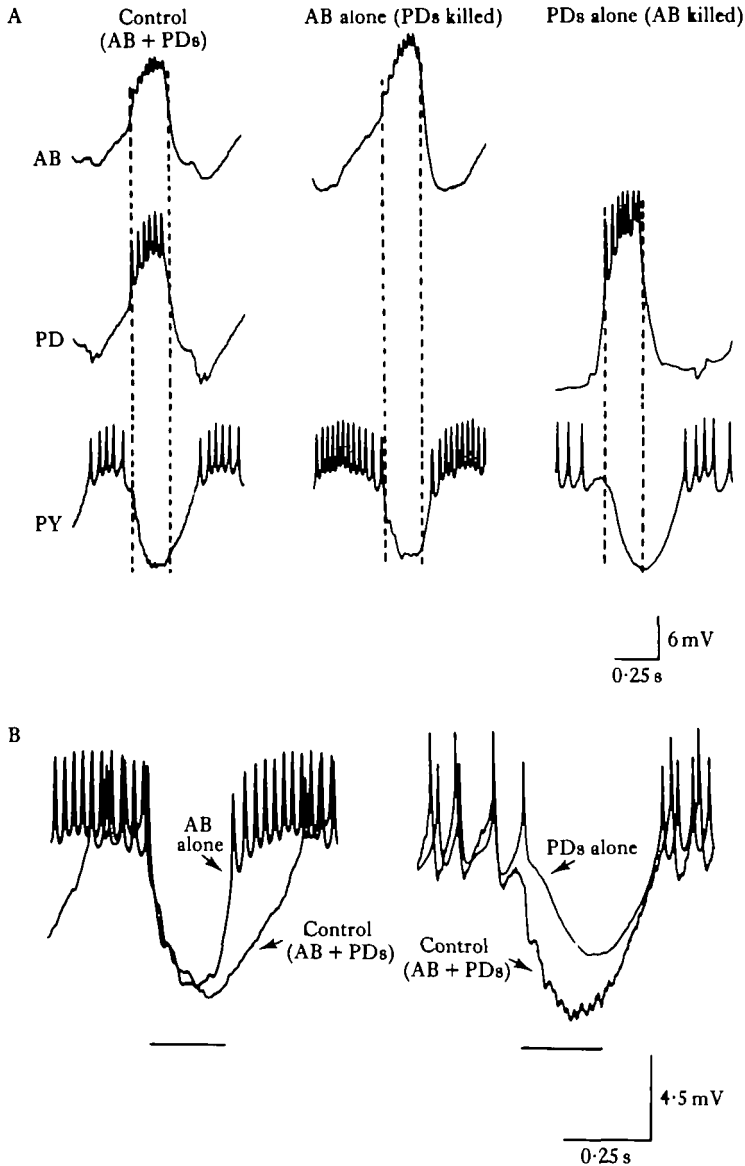 A
Control
(AB + PDs)
AB alone (PDs killed)
PDs alone (AB killed)
AB
PD
PY
6 mV
0·25 s
B
AB
alone
Control
(AB + PDs)
PDs alone
Control
(AB + PDs)
4·5 mV
0·25 s